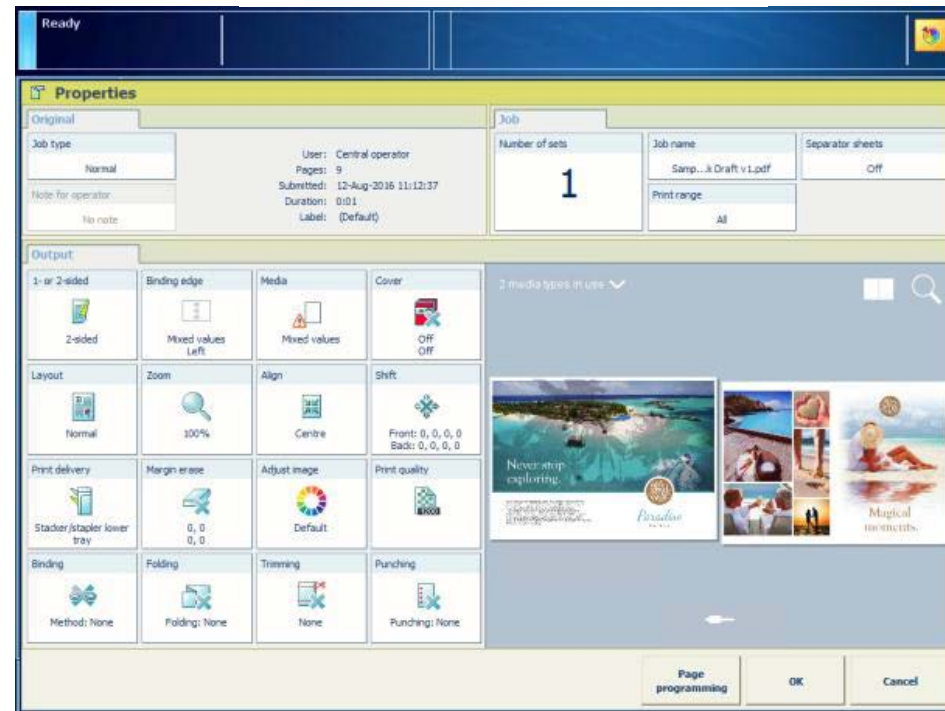 Ready
Properties
Original
Job type
Normal
Note for operator
No note
User: Central operator
Pages: 9
Submitted: 12-Aug-2016 11:12:37
Duration: 0:01
Label: (Default)
Job
Number of sets
1
Job name
Samp...k Draft v1.pdf
Print range
All
Separator sheets
Off
Output
1- or 2-sided
2-sided
Binding edge
Mixed values
Left
Media
Mixed values
Cover
Off
Off
Layout
Normal
Zoom
100%
Align
Centre
Shift
Front: 0, 0, 0, 0
Back: 0, 0, 0, 0
Print delivery
Stacker/stapler lower
tray
Margin erase
0, 0
0, 0
Adjust image
Default
Print quality
1200
Binding
Method: None
Folding
Folding: None
Trimming
None
Punching
Punching: None
2 media types in use
Never stop
exploring.
Paradise
Magical
moments.
Page
programming
OK
Cancel